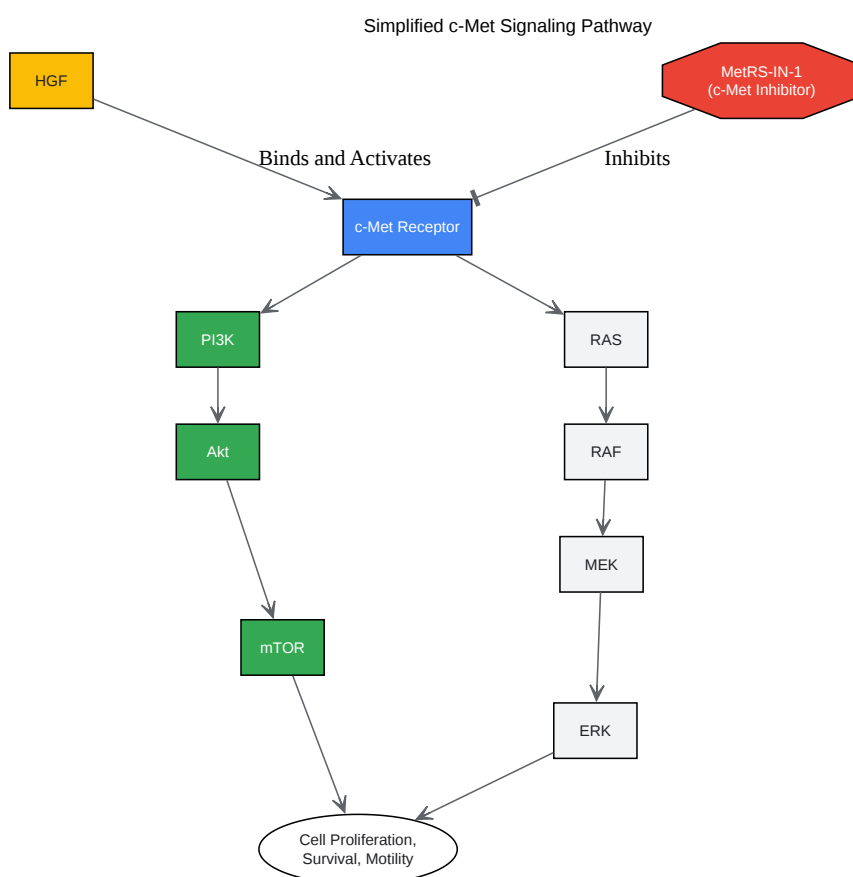 Simplified c-Met Signaling Pathway
HGF
MetRS-IN-1
(c-Met Inhibitor)
Binds and Activates
Inhibits
c-Met Receptor
PI3K
RAS
Akt
RAF
MEK
mTOR
ERK
Cell Proliferation,
Survival, Motility